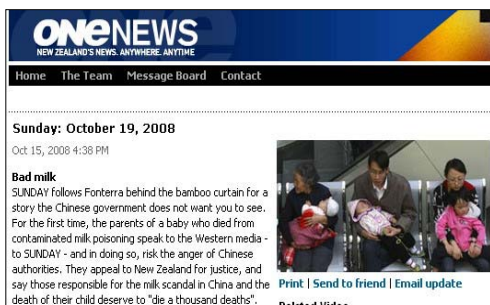 ONENEWS
NEW ZEALAND'S NEWS. ANYWHERE. ANYTIME
Home The Team Message Board Contact
Sunday: October 19, 2008
Oct 15, 2008 4:38 PM
Bad milk
SUNDAY follows Fonterra behind the bamboo curtain for a
story the Chinese government does not want you to see.
For the first time, the parents of a baby who died from
contaminated milk poisoning speak to the Western media -
to SUNDAY - and in doing so, risk the anger of Chinese
authorities. They appeal to New Zealand for justice, and
say those responsible for the milk scandal in China and the
death of their child deserve to "die a thousand deaths".
Print | Send to friend | Email update
Related Video